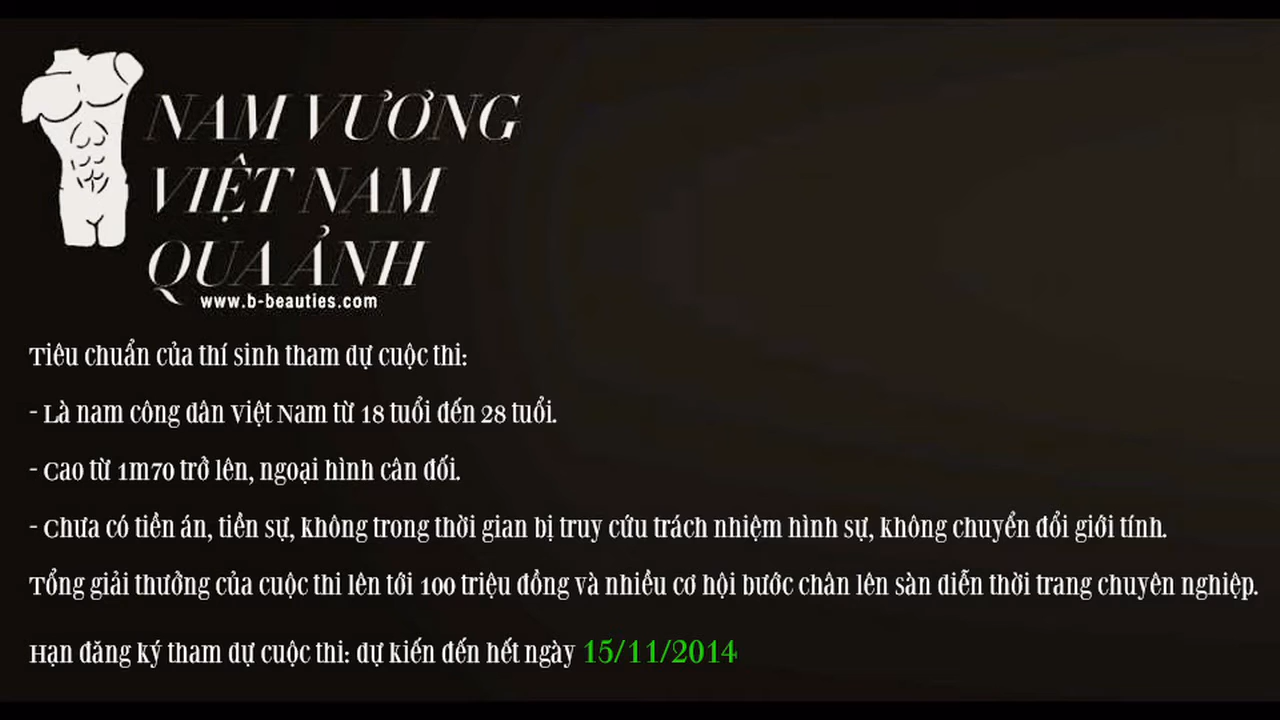 NAM VƯƠNG
VIỆT NAM
QUA ẢNH
www.b-beauties.com
Tiêu chuẩn của thí sinh tham dự cuộc thi:
- Là nam công dân Việt Nam từ 18 tuổi đến 28 tuổi.
- Cao từ 1m70 trở lên, ngoại hình cân đối.
- Chưa có tiền án, tiền sự, không trong thời gian bị truy cứu trách nhiệm hình sự, không chuyển đổi giới tính.
Tổng giải thưởng của cuộc thi lên tới 100 triệu đồng và nhiều cơ hội bước chân lên sàn diễn thời trang chuyên nghiệp.
Hạn đăng ký tham dự cuộc thi: dự kiến đến hết ngày 15/11/2014